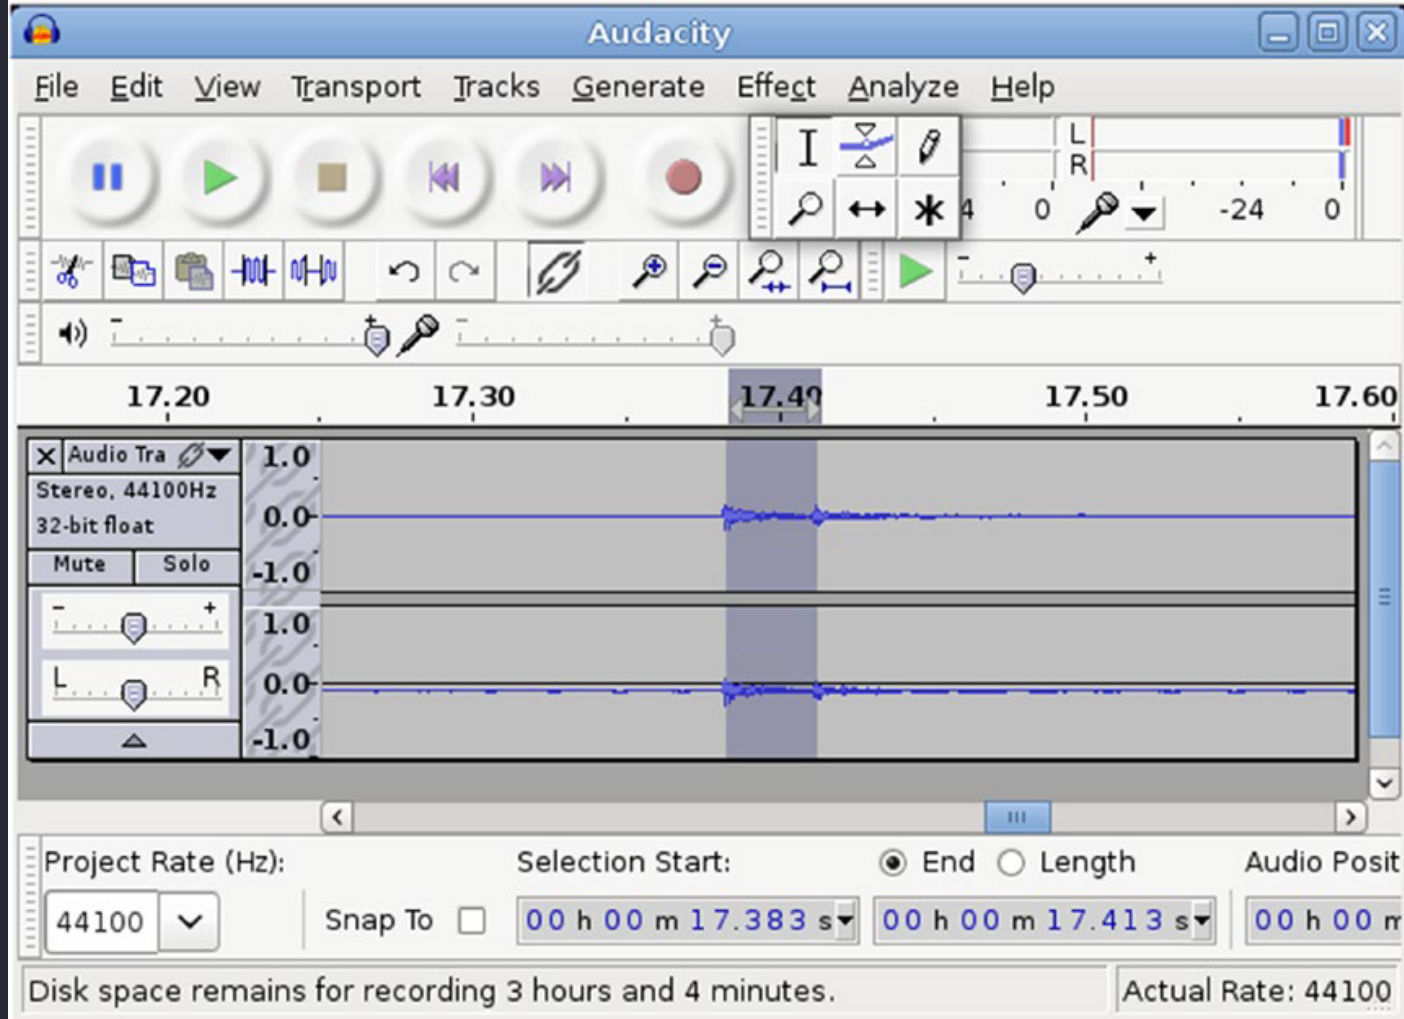 Audacity
File Edit View Transport Tracks Generate Effect Analyze Help
L
R
4 0 -24 0
- +
- + - +
17.20 17.30 17.40 17.50 17.60
Audio Tra
Stereo, 44100Hz
32-bit float
Mute Solo
- +
L R
1.0
0.0
-1.0
1.0
0.0
-1.0
Project Rate (Hz): Selection Start: End Length Audio Posit
44100 Snap To 00 h 00 m 17.383 s 00 h 00 m 17.413 s 00 h 00 m
Disk space remains for recording 3 hours and 4 minutes. Actual Rate: 44100